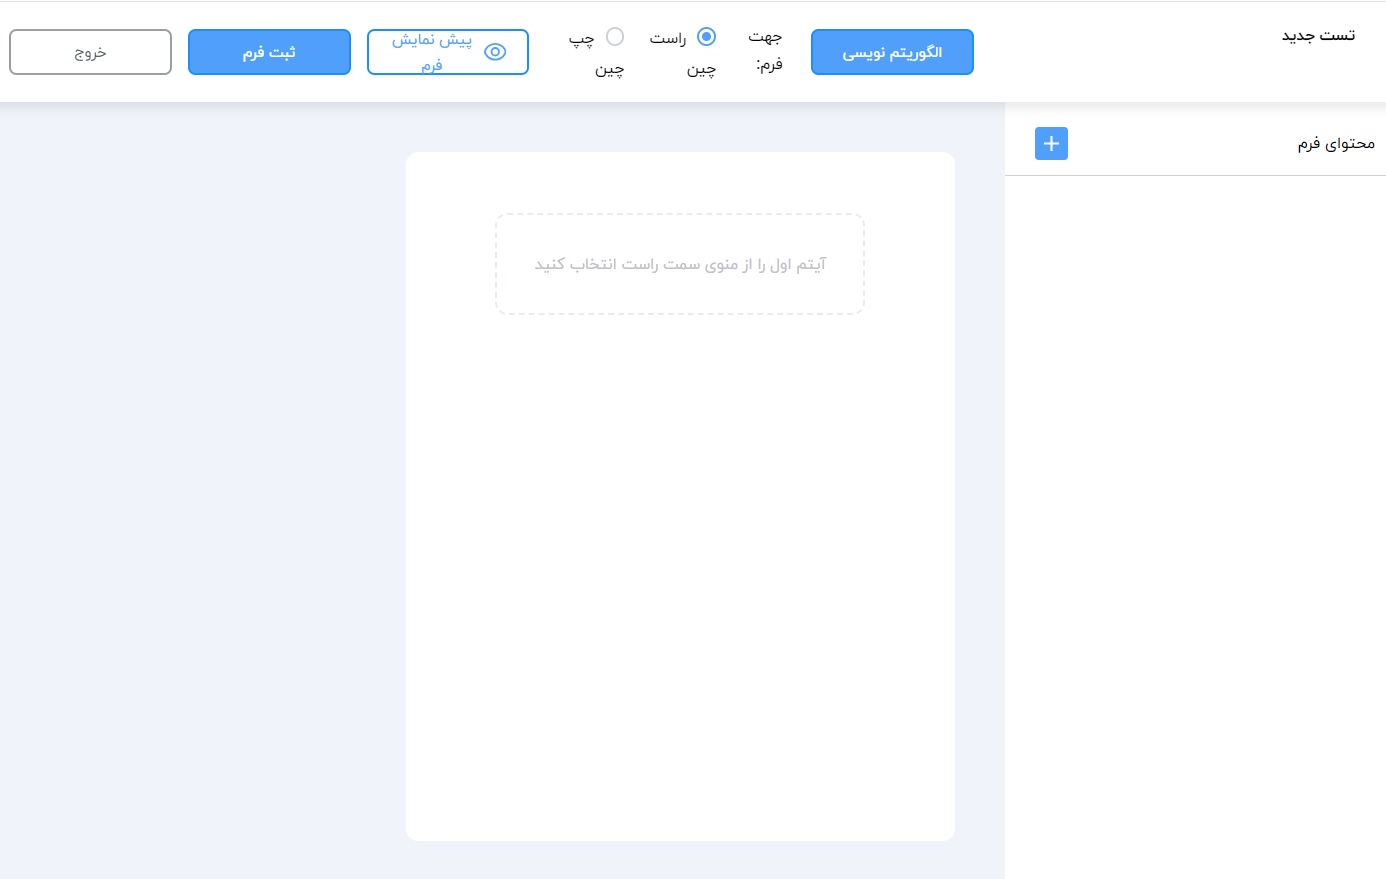 تست جدید
الگوریتم نویسی
جهت
فرم:
راست
چین
چپ
چین
پیش نمایش
فرم
ثبت فرم
خروج
محتوای فرم
آیتم اول را از منوی سمت راست انتخاب کنید